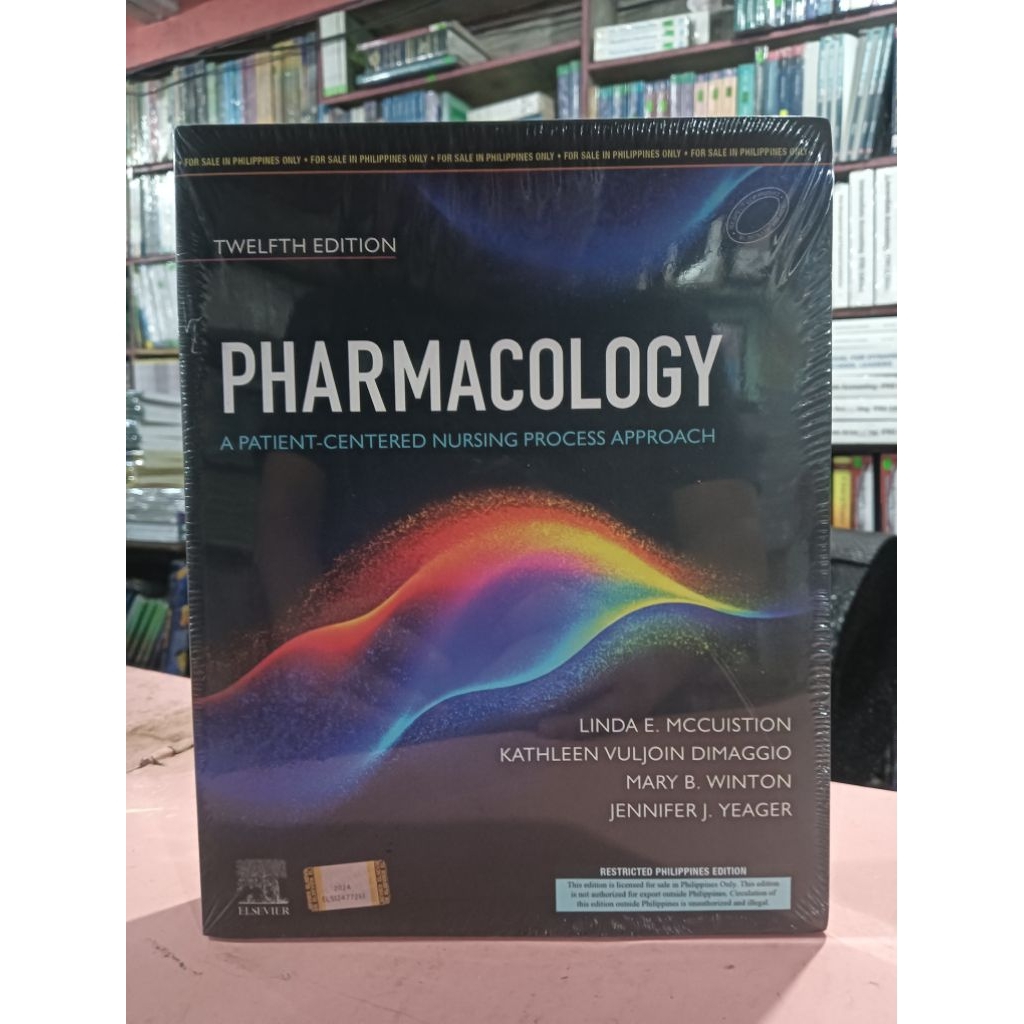 FOR SALE IN PHILIPPINES ONLY • FOR SALE IN PHILIPPINES ONLY • FOR SALE IN PHILIPPINES ONLY • FOR SALE IN PHILIPPINES ONLY • FOR SALE IN PHILIPPINES ONLY
TWELFTH EDITION
PHARMACOLOGY
A PATIENT-CENTERED NURSING PROCESS APPROACH
LINDA E. MCCUISTION
KATHLEEN VULJOIN DIMAGGIO
MARY B. WINTON
JENNIFER J. YEAGER
ELSEVIER
2024
RESTRICTED PHILIPPINES EDITION
This edition is licensed for sale in Philippines Only. This edition
is not authorized for export outside Philippines. Circulation of
this edition outside Philippines is unauthorized and illegal.